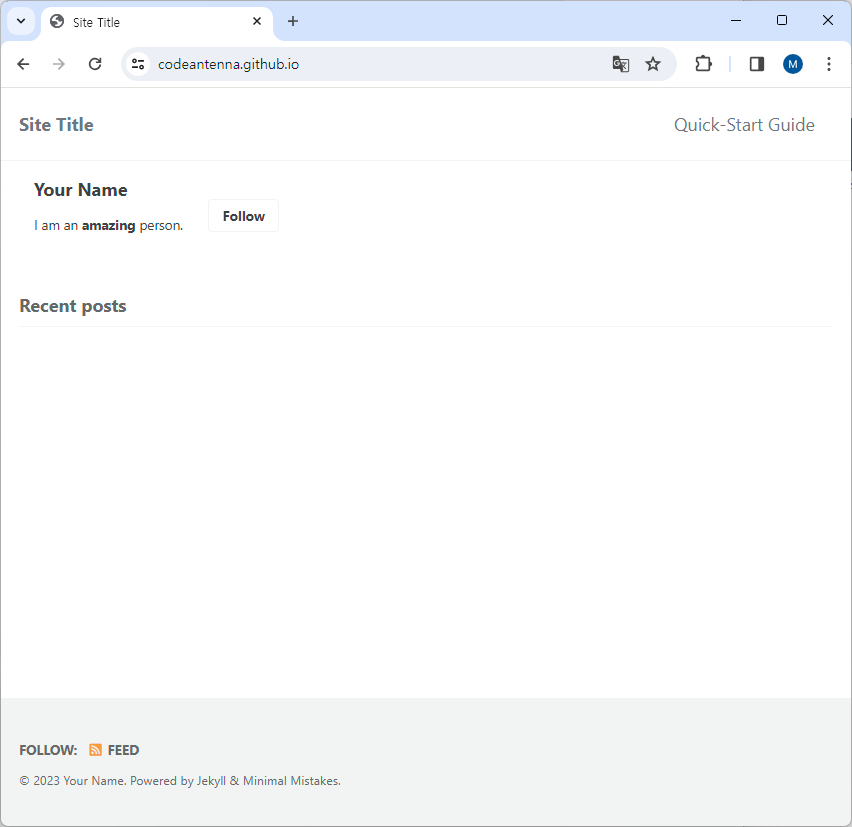 Site Title
codeantenna.github.io
M
Site Title
Quick-Start Guide
Your Name
I am an amazing person.
Follow
Recent posts
FOLLOW: FEED
© 2023 Your Name. Powered by Jekyll & Minimal Mistakes.